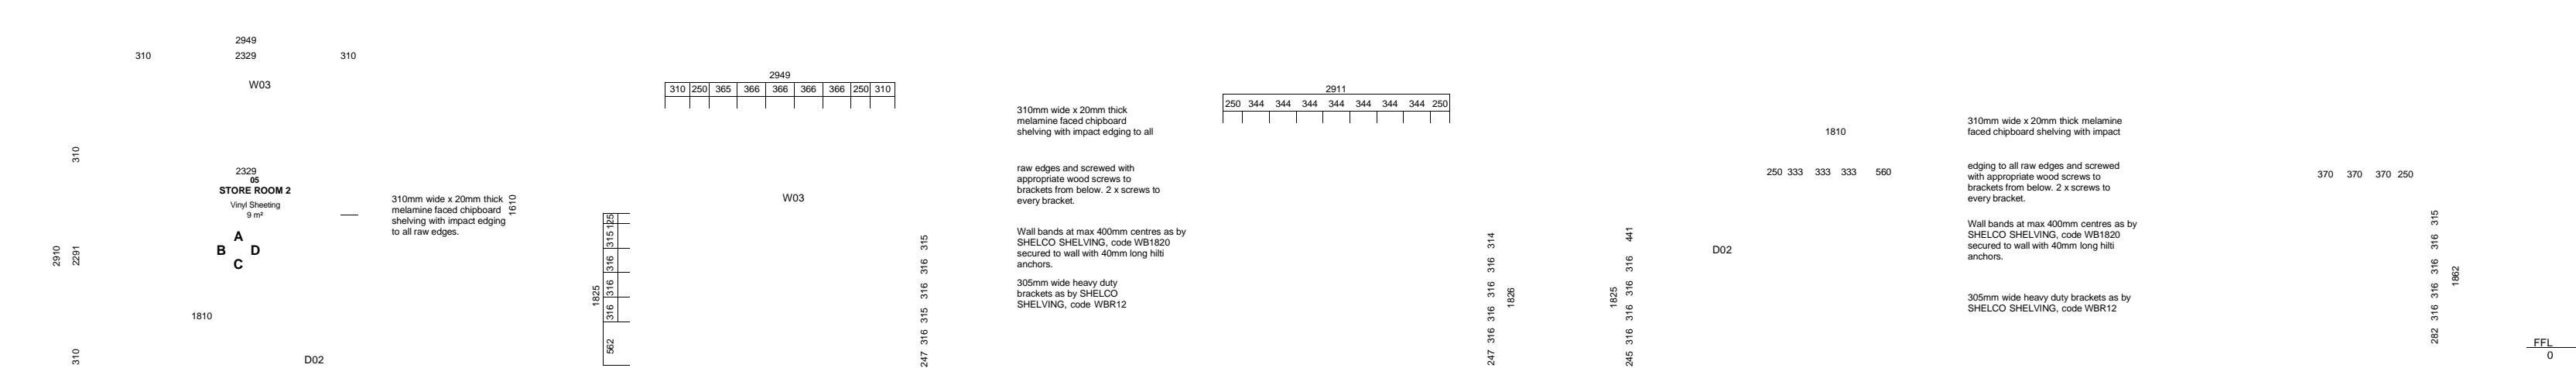 2949
310 2329 310
W03
310
2329
05
STORE ROOM 2
Vinyl Sheeting
9 m²
A
B D
C
2910
2291
1810
310
D02
310mm wide x 20mm thick
melamine faced chipboard
shelving with impact edging
to all raw edges.
1610
2949
310 250 365 366 366 366 366 250 310
W03
1825
125
315
316
316
316
562
315
316
316
315
316
247
310mm wide x 20mm thick
melamine faced chipboard
shelving with impact edging to all
raw edges and screwed with
appropriate wood screws to
brackets from below. 2 x screws to
every bracket.
Wall bands at max 400mm centres as by
SHELCO SHELVING, code WB1820
secured to wall with 40mm long hilti
anchors.
305mm wide heavy duty
brackets as by SHELCO
SHELVING, code WBR12
2911
250 344 344 344 344 344 344 344 250
314
316
316
316
316
247
1826
1825
441
316
316
316
316
245
D02
1810
250 333 333 333 560
310mm wide x 20mm thick melamine
faced chipboard shelving with impact
edging to all raw edges and screwed
with appropriate wood screws to
brackets from below. 2 x screws to
every bracket.
Wall bands at max 400mm centres as by
SHELCO SHELVING, code WB1820
secured to wall with 40mm long hilti
anchors.
305mm wide heavy duty brackets as by
SHELCO SHELVING, code WBR12
370 370 370 250
315
316
316
316
316
282
1862
FFL
0